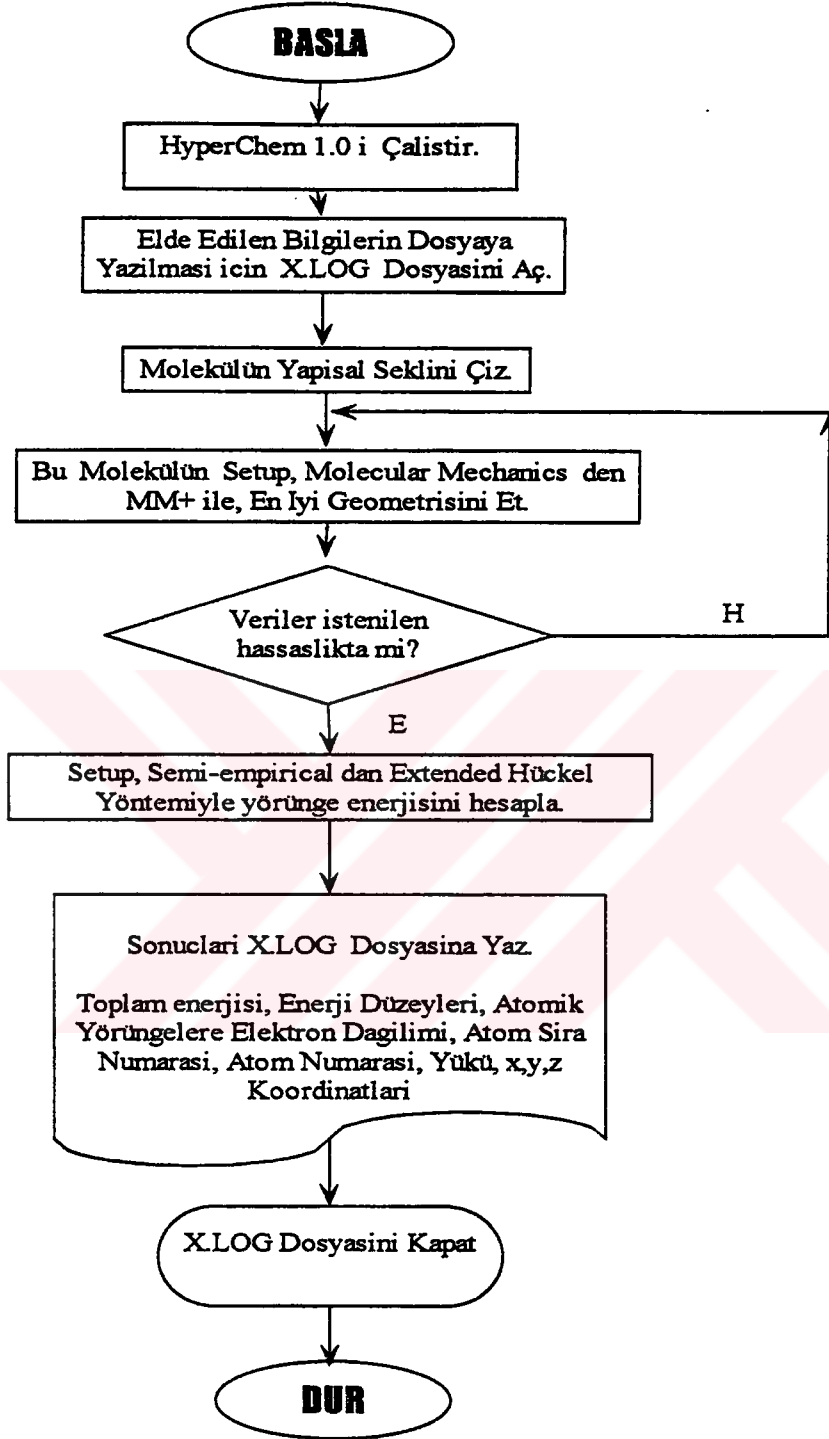 BASLA
HyperChem 1.0 i Çalistir.
Elde Edilen Bilgilerin Dosyaya
Yazilmasi icin X.LOG Dosyasini Aç.
Molekülün Yapisal Seklini Çiz.
Bu Molekülün Setup, Molecular Mechanics den
MM+ ile, En Iyi Geometrisini Et.
Veriler istenilen
hassaslikta mi?
H
E
Setup, Semi-empirical dan Extended Hückel
Yöntemiyle yörünge enerjisini hesapla.
Sonuclari X.LOG Dosyasina Yaz.
Toplam enerjisi, Enerji Düzeyleri, Atomik
Yörüngelere Elektron Dagilimi, Atom Sira
Numarasi, Atom Numarasi, Yükü, x,y,z
Koordinatlari
X.LOG Dosyasini Kapat
DUR